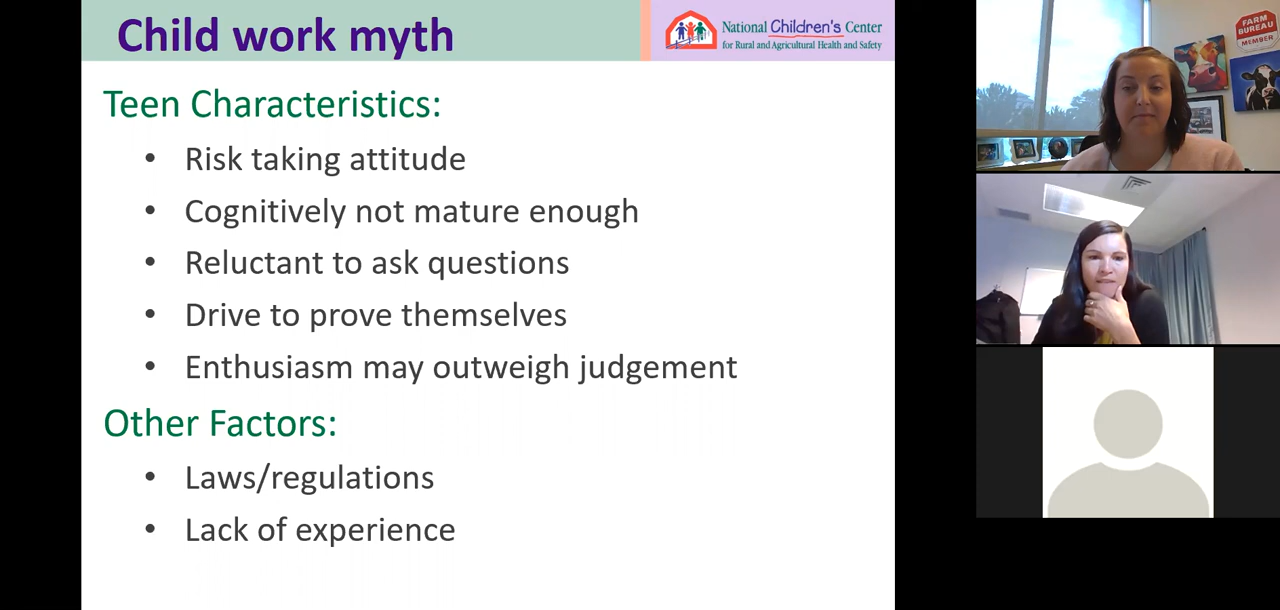 Child work myth
National Children's Center
for Rural and Agricultural Health and Safety
Teen Characteristics:
• Risk taking attitude
• Cognitively not mature enough
• Reluctant to ask questions
• Drive to prove themselves
• Enthusiasm may outweigh judgement
Other Factors:
• Laws/regulations
• Lack of experience
FARM
BUREAU
MEMBER